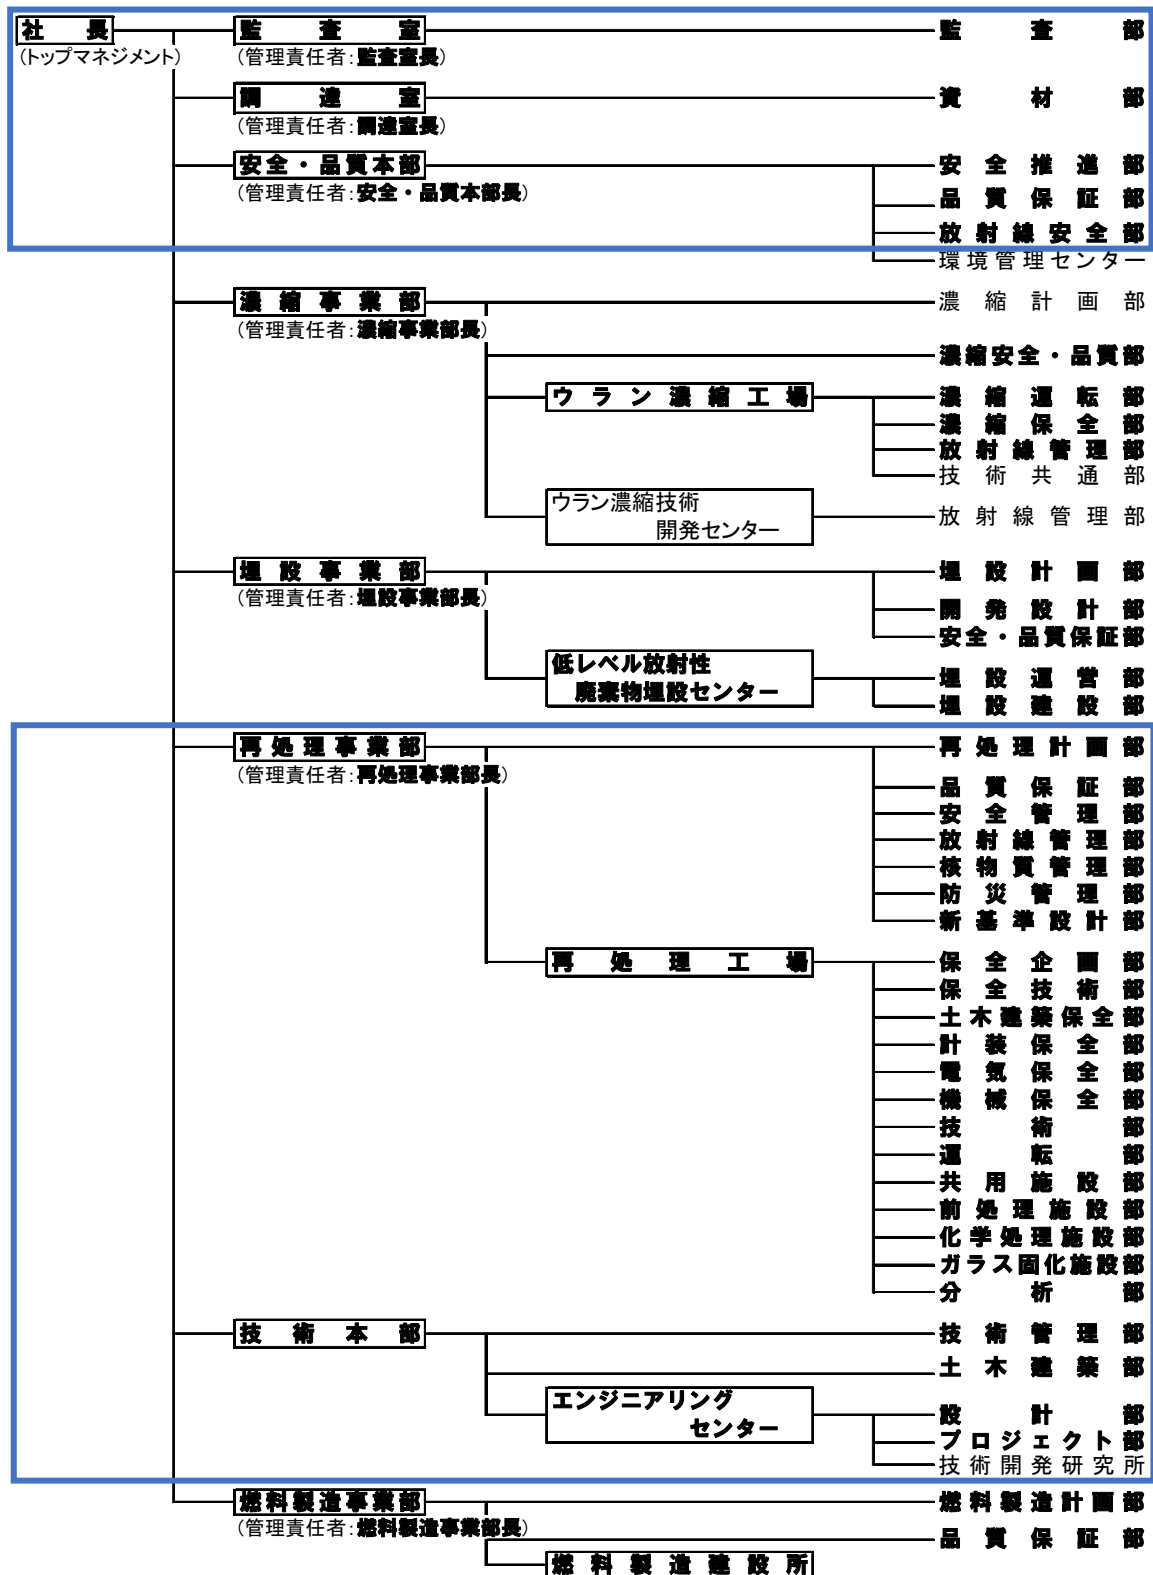 社長 監査室 監査部
(トップマネジメント) (管理責任者:監査室長)
調達室 資材部
(管理責任者:調達室長)
安全・品質本部 安全推進部
(管理責任者:安全・品質本部長) 品質保証部
放射線安全部
環境管理センター
濃縮事業部 濃縮計画部
(管理責任者:濃縮事業部長)
濃縮安全・品質部
ウラン濃縮工場 濃縮運転部
濃縮保全部
放射線管理部
技術共通部
ウラン濃縮技術
開発センター 放射線管理部
埋設事業部 埋設計画部
(管理責任者:埋設事業部長)
開発設計部
安全・品質保証部
低レベル放射性
廃棄物埋設センター 埋設運営部
埋設建設部
再処理事業部 再処理計画部
(管理責任者:再処理事業部長)
品質保証部
安全管理部
放射線管理部
核物質管理部
防災管理部
新基準設計部
再処理工場 保全企画部
保全技術部
土木建築保全部
計装保全部
電気保全部
機械保全部
技術部
運転部
共用施設部
前処理施設部
化学処理施設部
ガラス固化施設部
分析部
技術本部 技術管理部
土木建築部
エンジニアリング
センター 設計部
プロジェクト部
技術開発研究所
燃料製造事業部 燃料製造計画部
(管理責任者:燃料製造事業部長)
品質保証部
燃料製造建設所